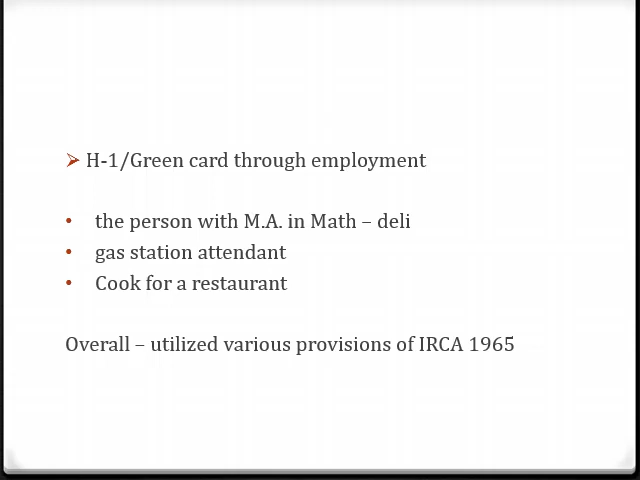 H-1/Green card through employment
• the person with M.A. in Math – deli
• gas station attendant
• Cook for a restaurant
Overall – utilized various provisions of IRCA 1965